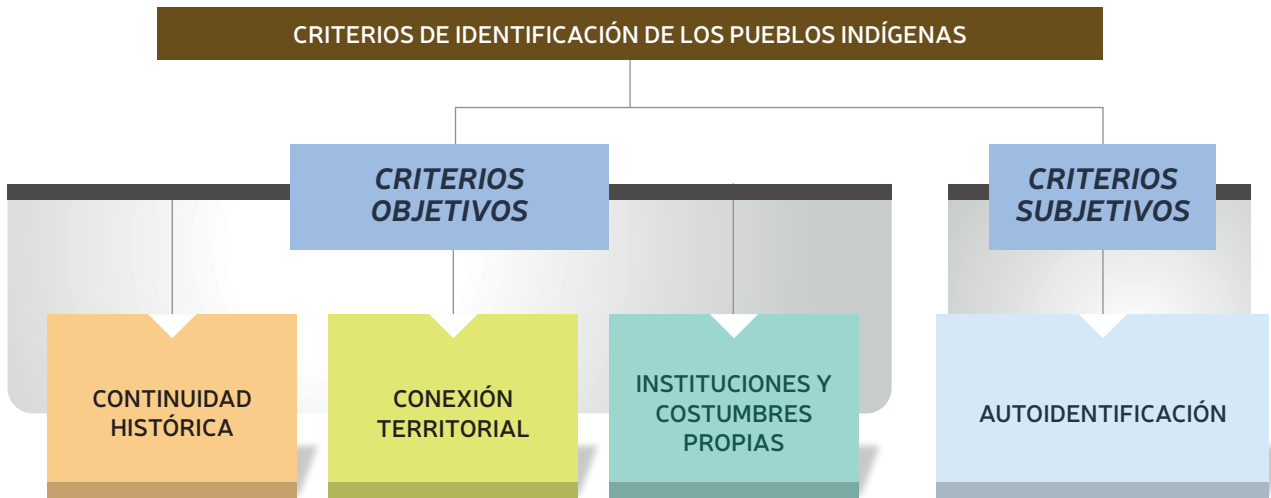 CRITERIOS DE IDENTIFICACIÓN DE LOS PUEBLOS INDÍGENAS
CRITERIOS
OBJETIVOS
CRITERIOS
SUBJETIVOS
CONTINUIDAD
HISTÓRICA
CONEXIÓN
TERRITORIAL
INSTITUCIONES Y
COSTUMBRES
PROPIAS
AUTOIDENTIFICACIÓN